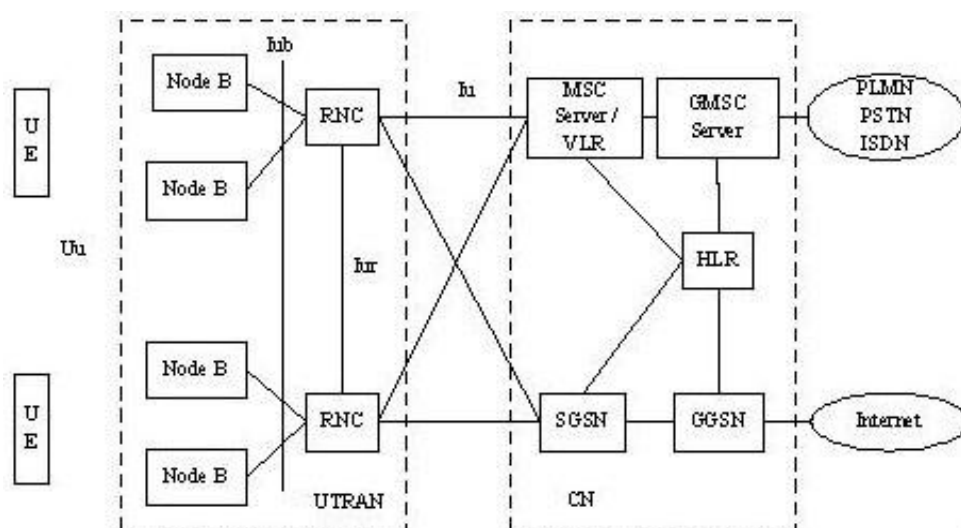 Iub
Node B
RNC
Iu
MSC
Server /
VLR
GMSC
Server
PLMN
PSTN
ISDN
U
E
Node B
Uu
Iur
HLR
Node B
U
E
RNC
SGSN
GGSN
Internet
Node B
UTRAN
CN